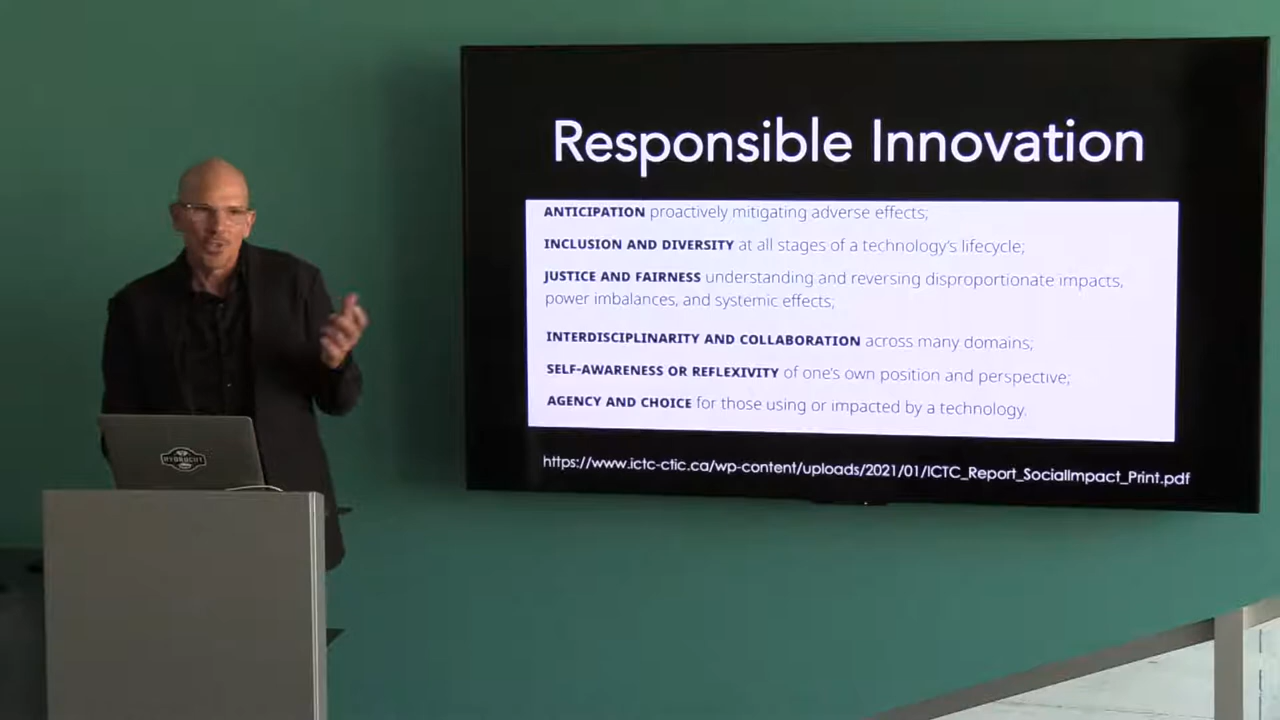 Responsible Innovation
ANTICIPATION proactively mitigating adverse effects;
INCLUSION AND DIVERSITY at all stages of a technology's lifecycle;
JUSTICE AND FAIRNESS understanding and reversing disproportionate impacts,
power imbalances, and systemic effects;
INTERDISCIPLINARITY AND COLLABORATION across many domains;
SELF-AWARENESS OR REFLEXIVITY of one's own position and perspective;
AGENCY AND CHOICE for those using or impacted by a technology.
https://www.ictc-ctic.ca/wp-content/uploads/2021/01/ICTC_Report_SocialImpact_Print.pdf
HYDROCUT